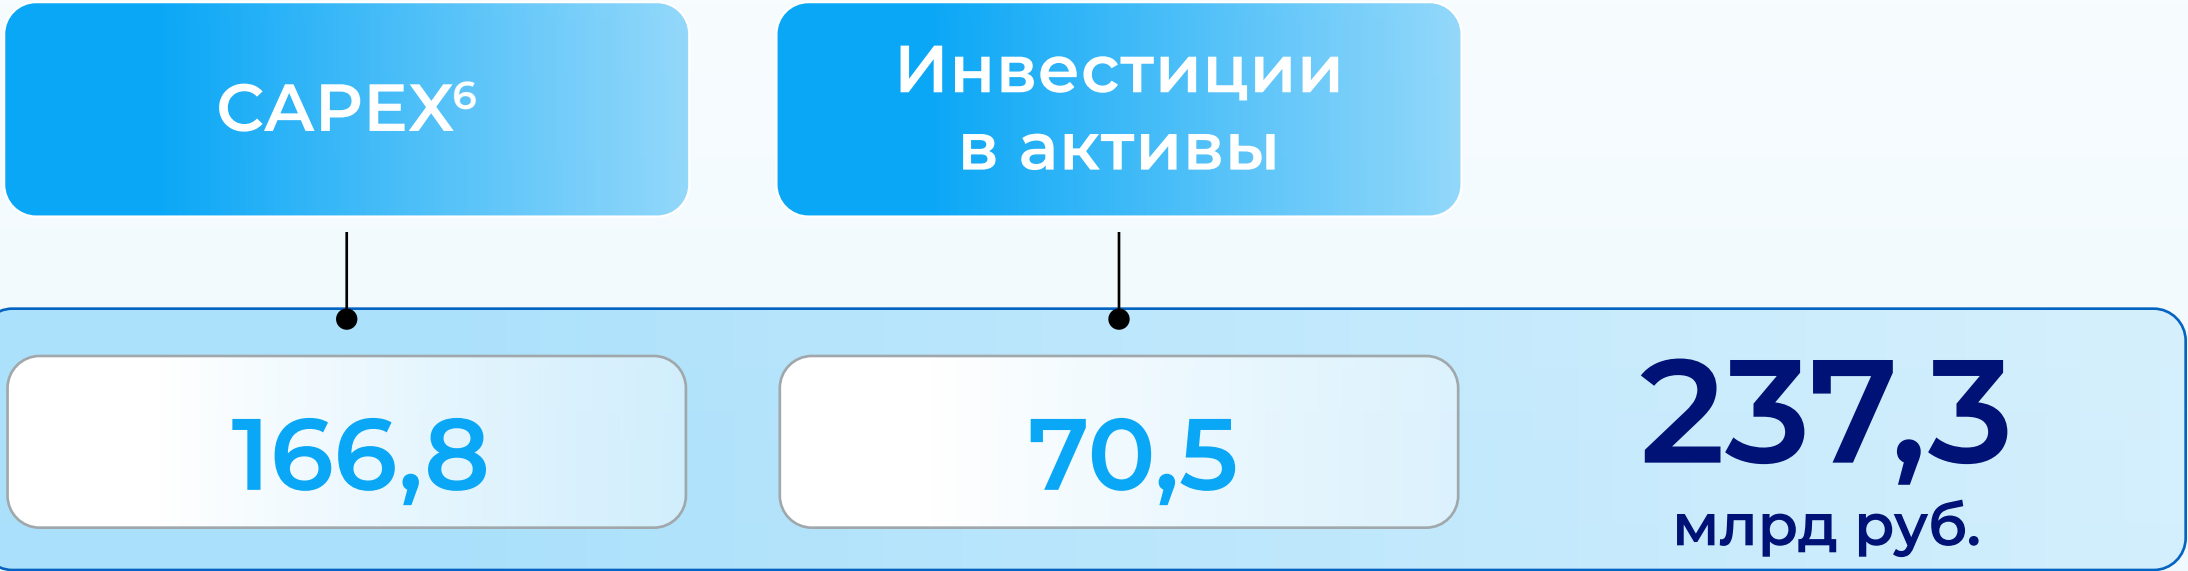 CAPEX⁶
Инвестиции
в активы
166,8
70,5
237,3
млрд руб.